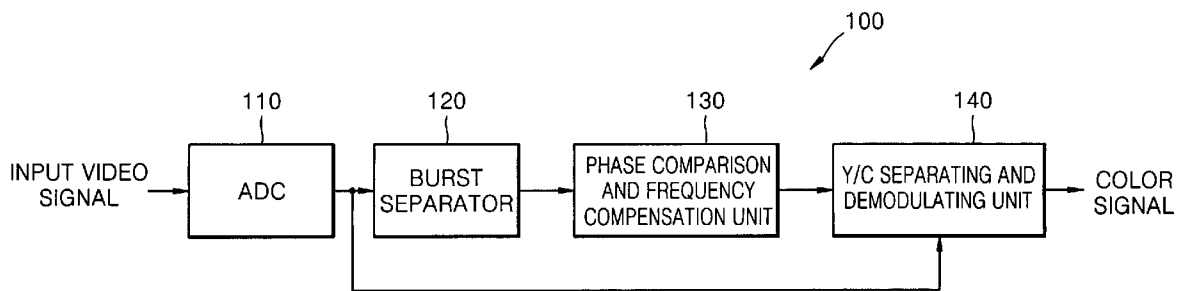 100
110
120
130
140
INPUT VIDEO
SIGNAL
ADC
BURST
SEPARATOR
PHASE COMPARISON
AND FREQUENCY
COMPENSATION UNIT
Y/C SEPARATING AND
DEMODULATING UNIT
COLOR
SIGNAL